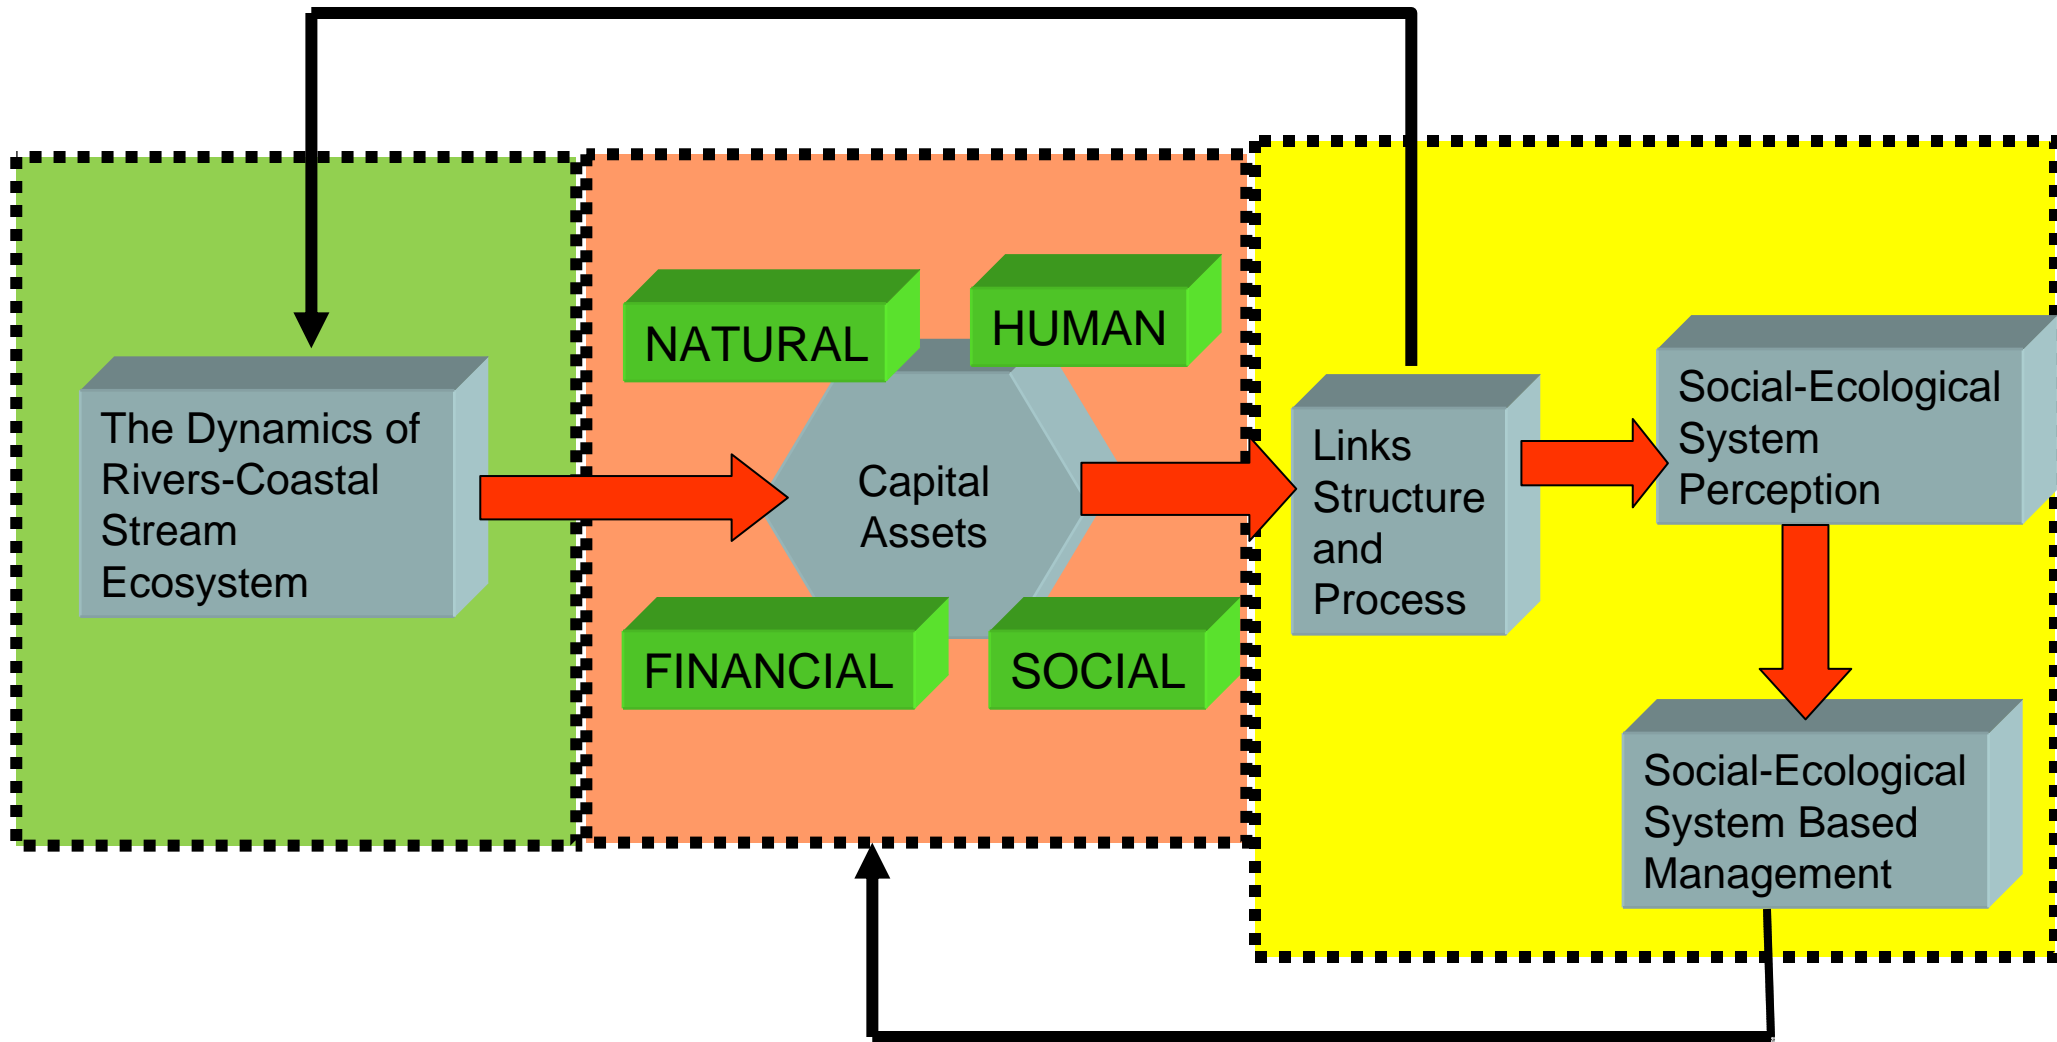 The Dynamics of
Rivers-Coastal
Stream
Ecosystem
NATURAL
HUMAN
Capital
Assets
FINANCIAL
SOCIAL
Links
Structure
and
Process
Social-Ecological
System
Perception
Social-Ecological
System Based
Management